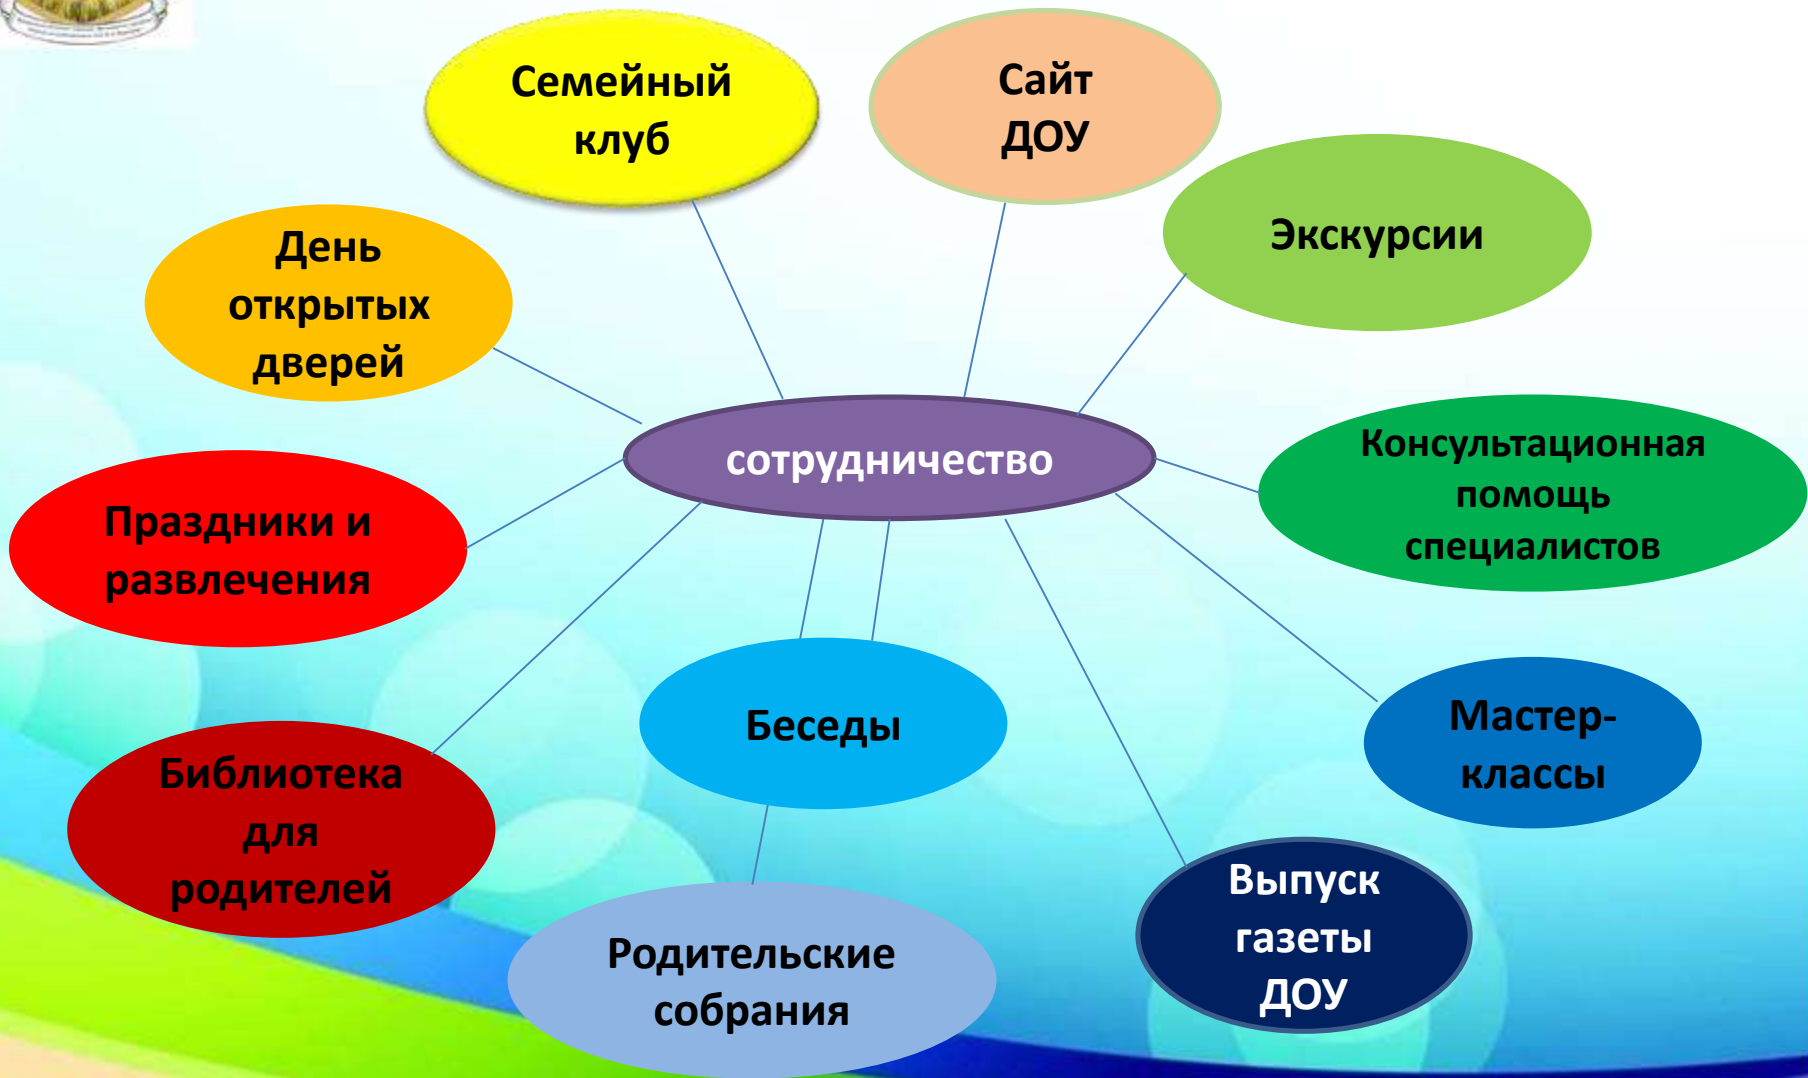 Семейный
клуб
Сайт
ДОУ
Экскурсии
День
открытых
дверей
сотрудничество
Консультационная
помощь
специалистов
Праздники и
развлечения
Беседы
Мастер-
классы
Библиотека
для
родителей
Выпуск
газеты
ДОУ
Родительские
собрания